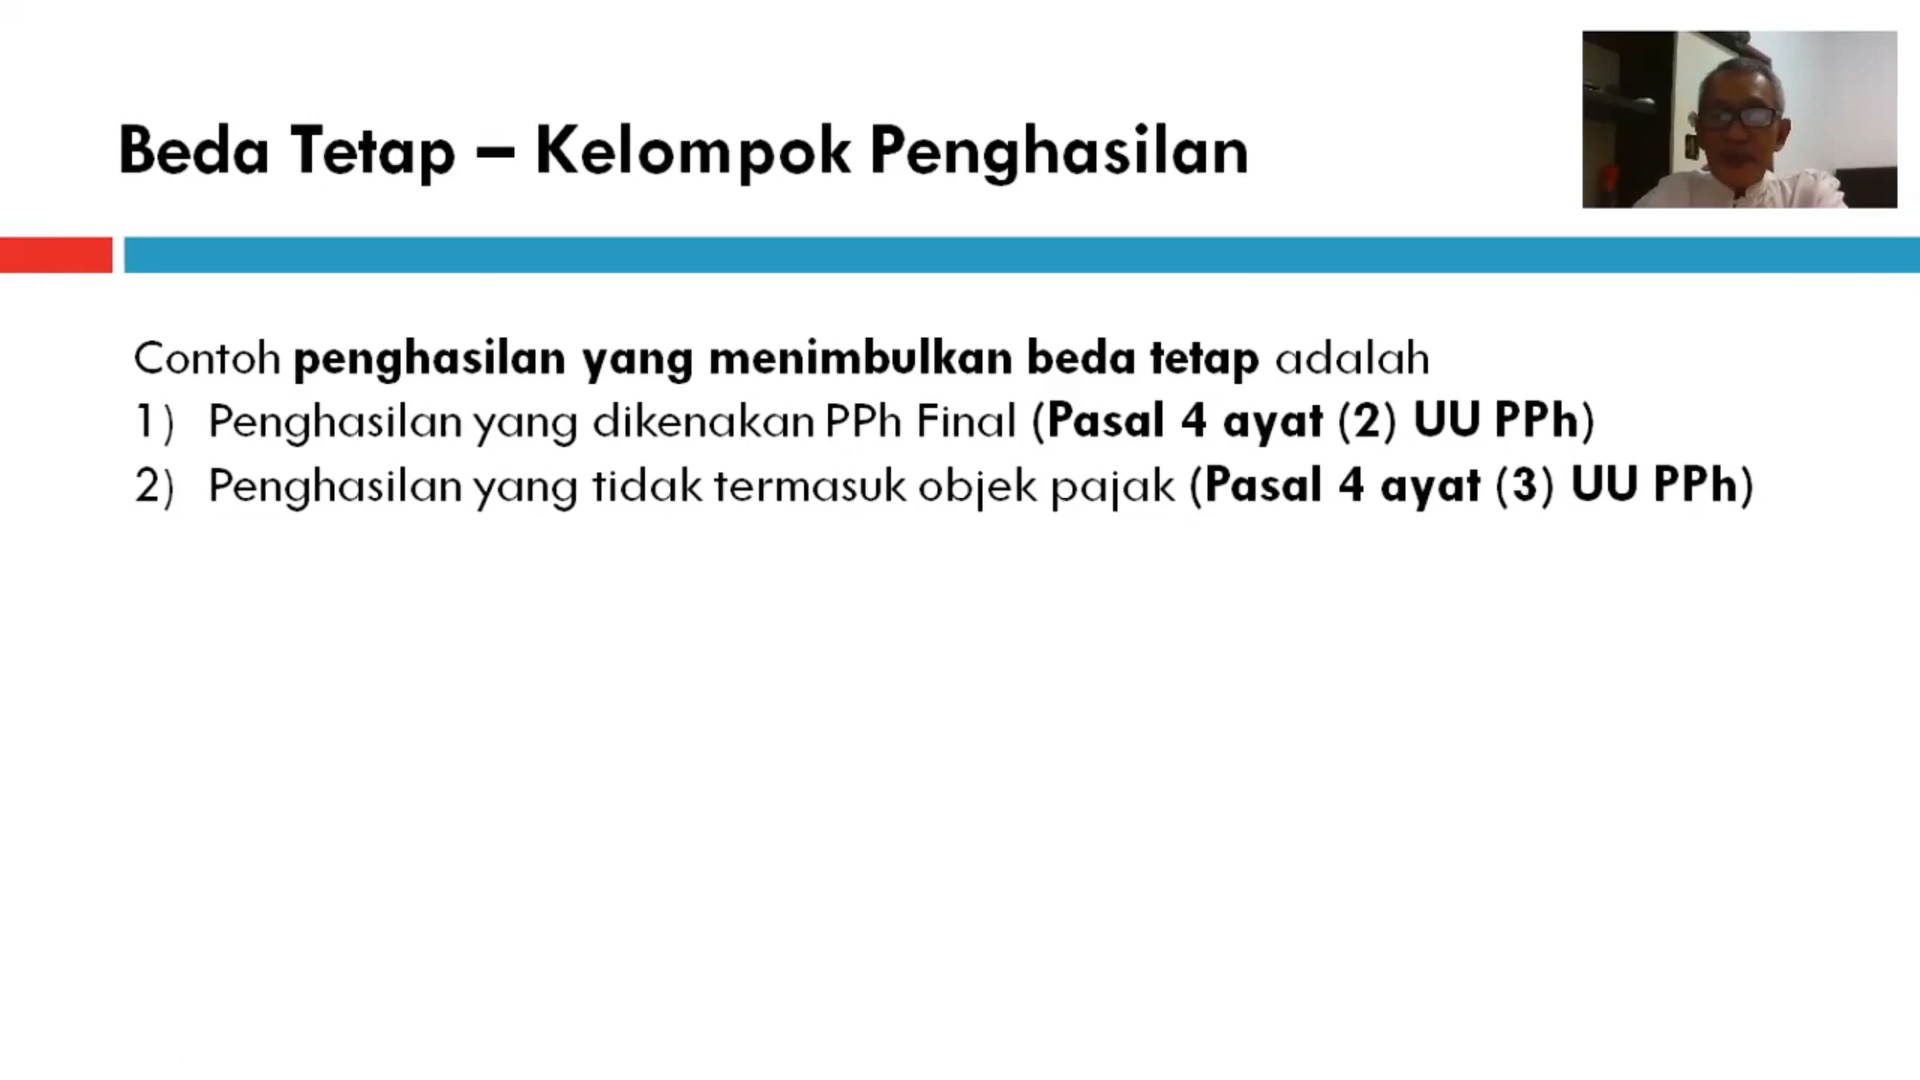 Beda Tetap – Kelompok Penghasilan
Contoh penghasilan yang menimbulkan beda tetap adalah
1) Penghasilan yang dikenakan PPh Final (Pasal 4 ayat (2) UU PPh)
2) Penghasilan yang tidak termasuk objek pajak (Pasal 4 ayat (3) UU PPh)